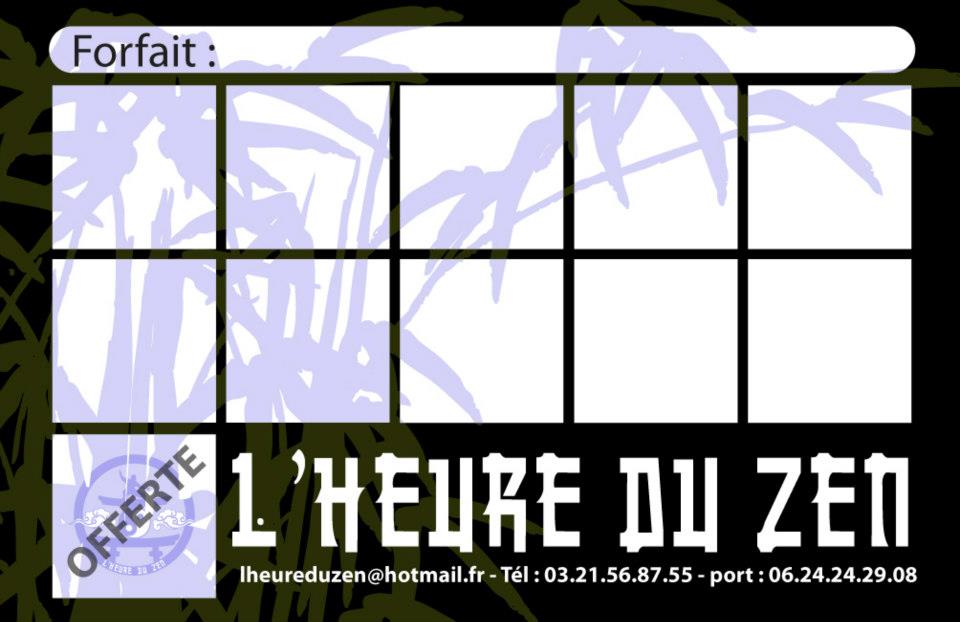 Forfait :
OFFERTE
L'HEURE DU ZEN
L'HEURE DU ZEN
lheureduzen@hotmail.fr - Tél : 03.21.56.87.55 - port : 06.24.24.29.08